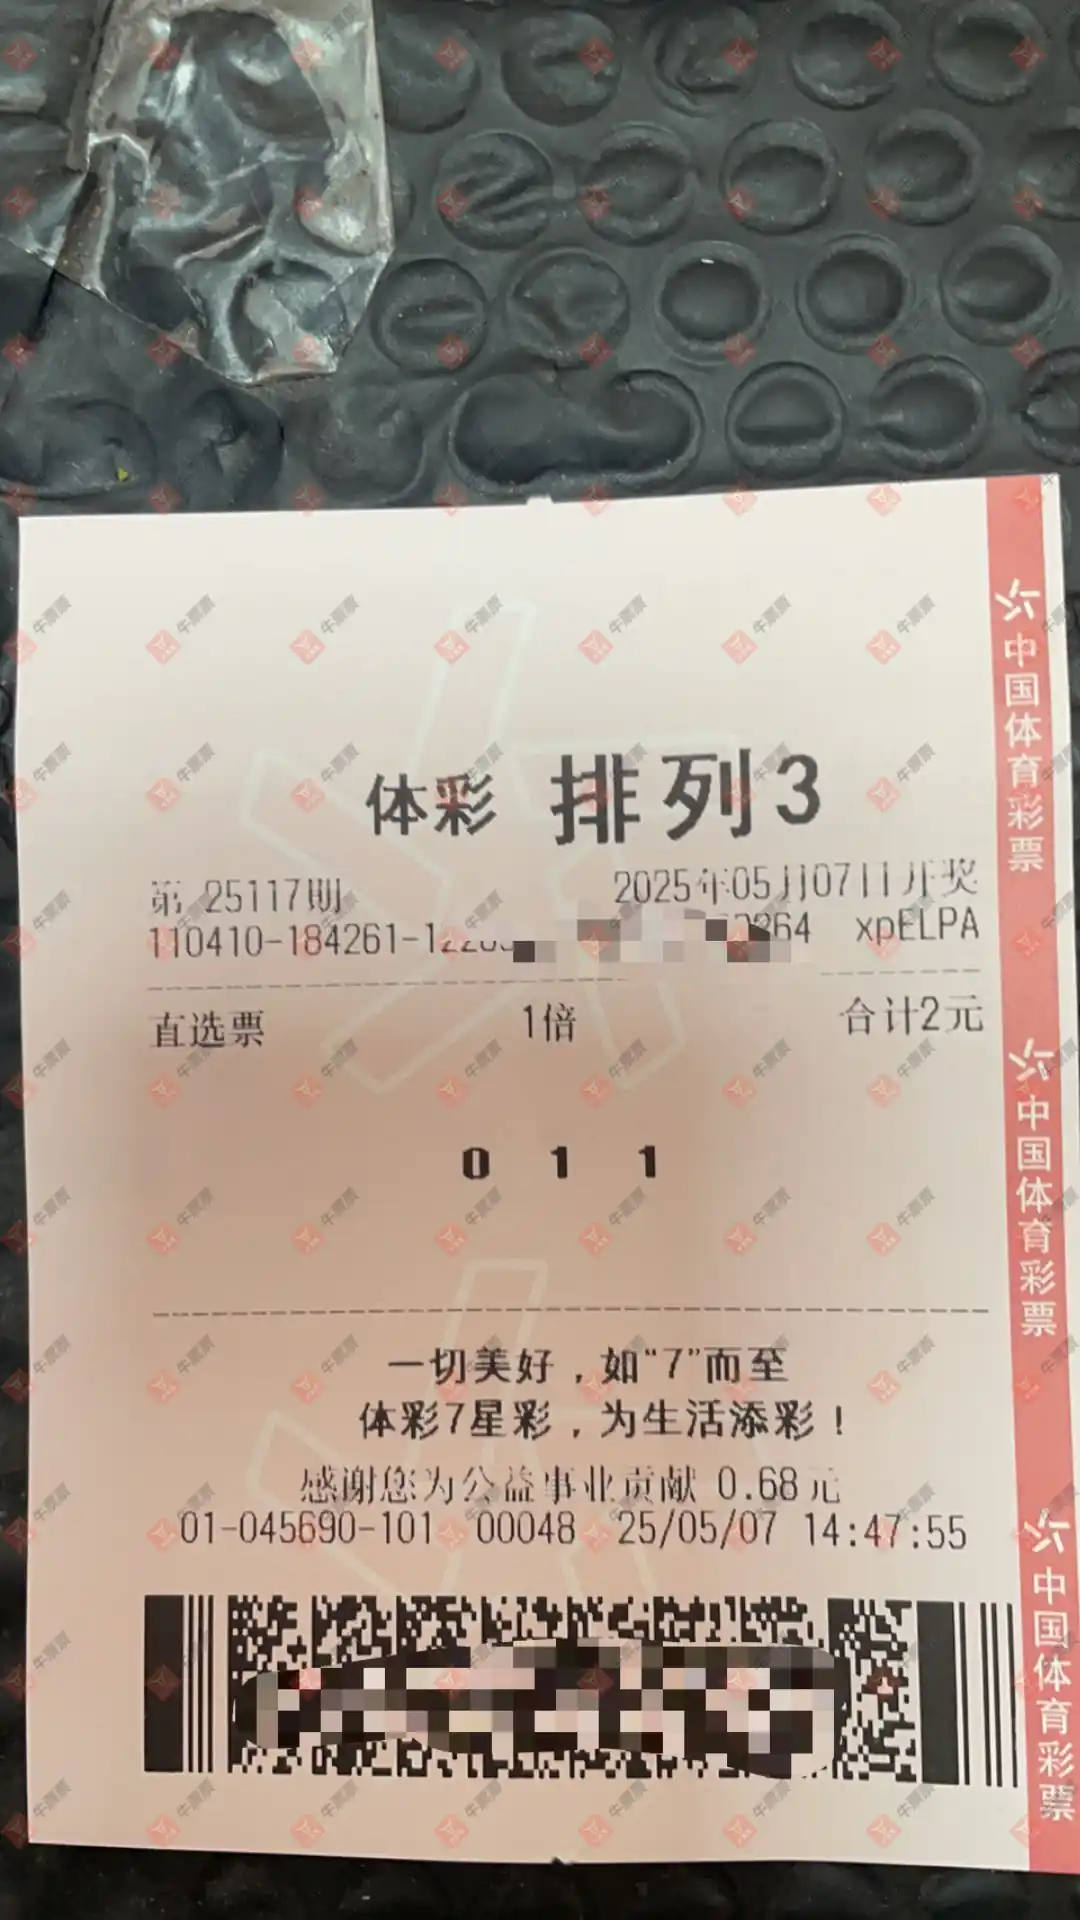 体彩 排列3
第 25117期 2025年05月07日开奖
110410-184261-122 264 xpELPA
直选票 1倍 合计2元
0 1 1
一切美好，如“7”而至
体彩7星彩，为生活添彩！
感谢您为公益事业贡献 0.68元
01-045690-101 00048 25/05/07 14:47:55
中国体育彩票
中国体育彩票
中国体育彩票
牛票票